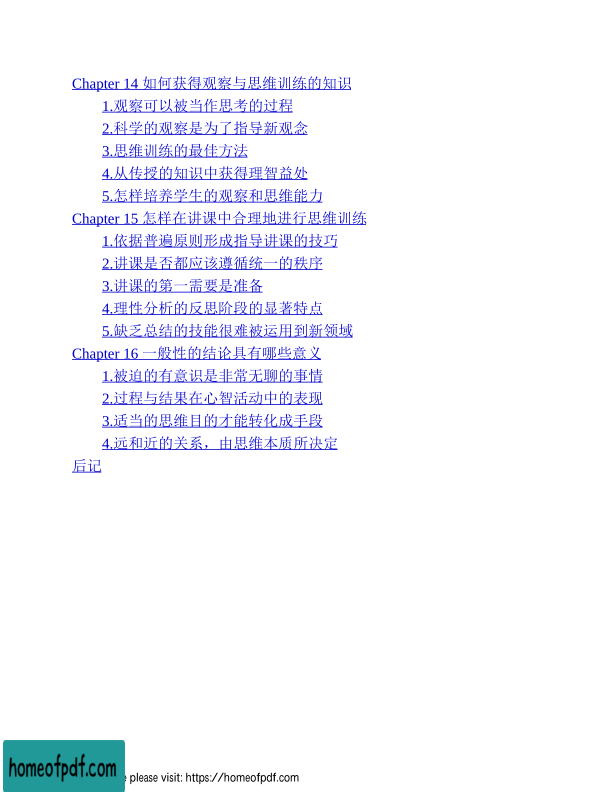 Chapter 14 如何获得观察与思维训练的知识
1.观察可以被当作思考的过程
2.科学的观察是为了指导新观念
3.思维训练的最佳方法
4.从传授的知识中获得理智益处
5.怎样培养学生的观察和思维能力
Chapter 15 怎样在讲课中合理地进行思维训练
1.依据普遍原则形成指导讲课的技巧
2.讲课是否都应该遵循统一的秩序
3.讲课的第一需要是准备
4.理性分析的反思阶段的显著特点
5.缺乏总结的技能很难被运用到新领域
Chapter 16 一般性的结论具有哪些意义
1.被迫的有意识是非常无聊的事情
2.过程与结果在心智活动中的表现
3.适当的思维目的才能转化成手段
4.远和近的关系，由思维本质所决定
后记
homeofpdf.com
e please visit: https://homeofpdf.com